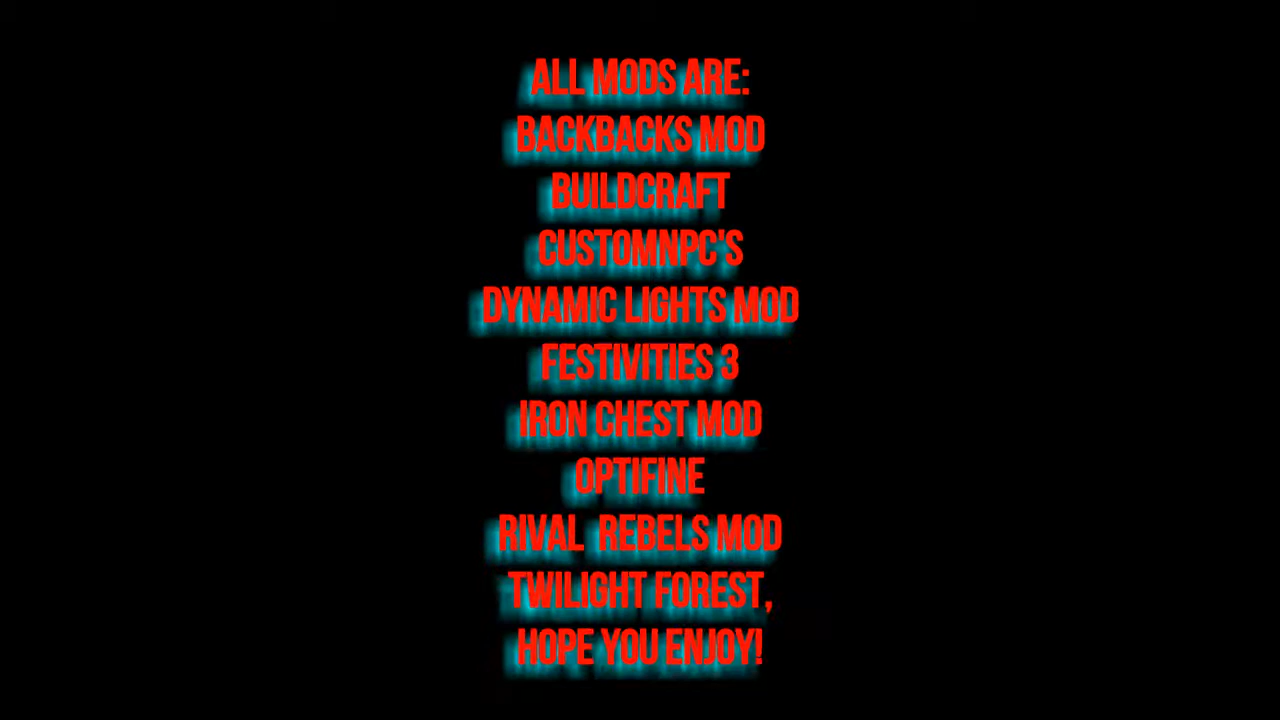 ALL MODS ARE:
BACKBACKS MOD
BUILDCRAFT
CUSTOMNPC'S
DYNAMIC LIGHTS MOD
FESTIVITIES 3
IRON CHEST MOD
OPTIFINE
RIVAL  REBELS MOD
TWILIGHT FOREST,
HOPE YOU ENJOY!